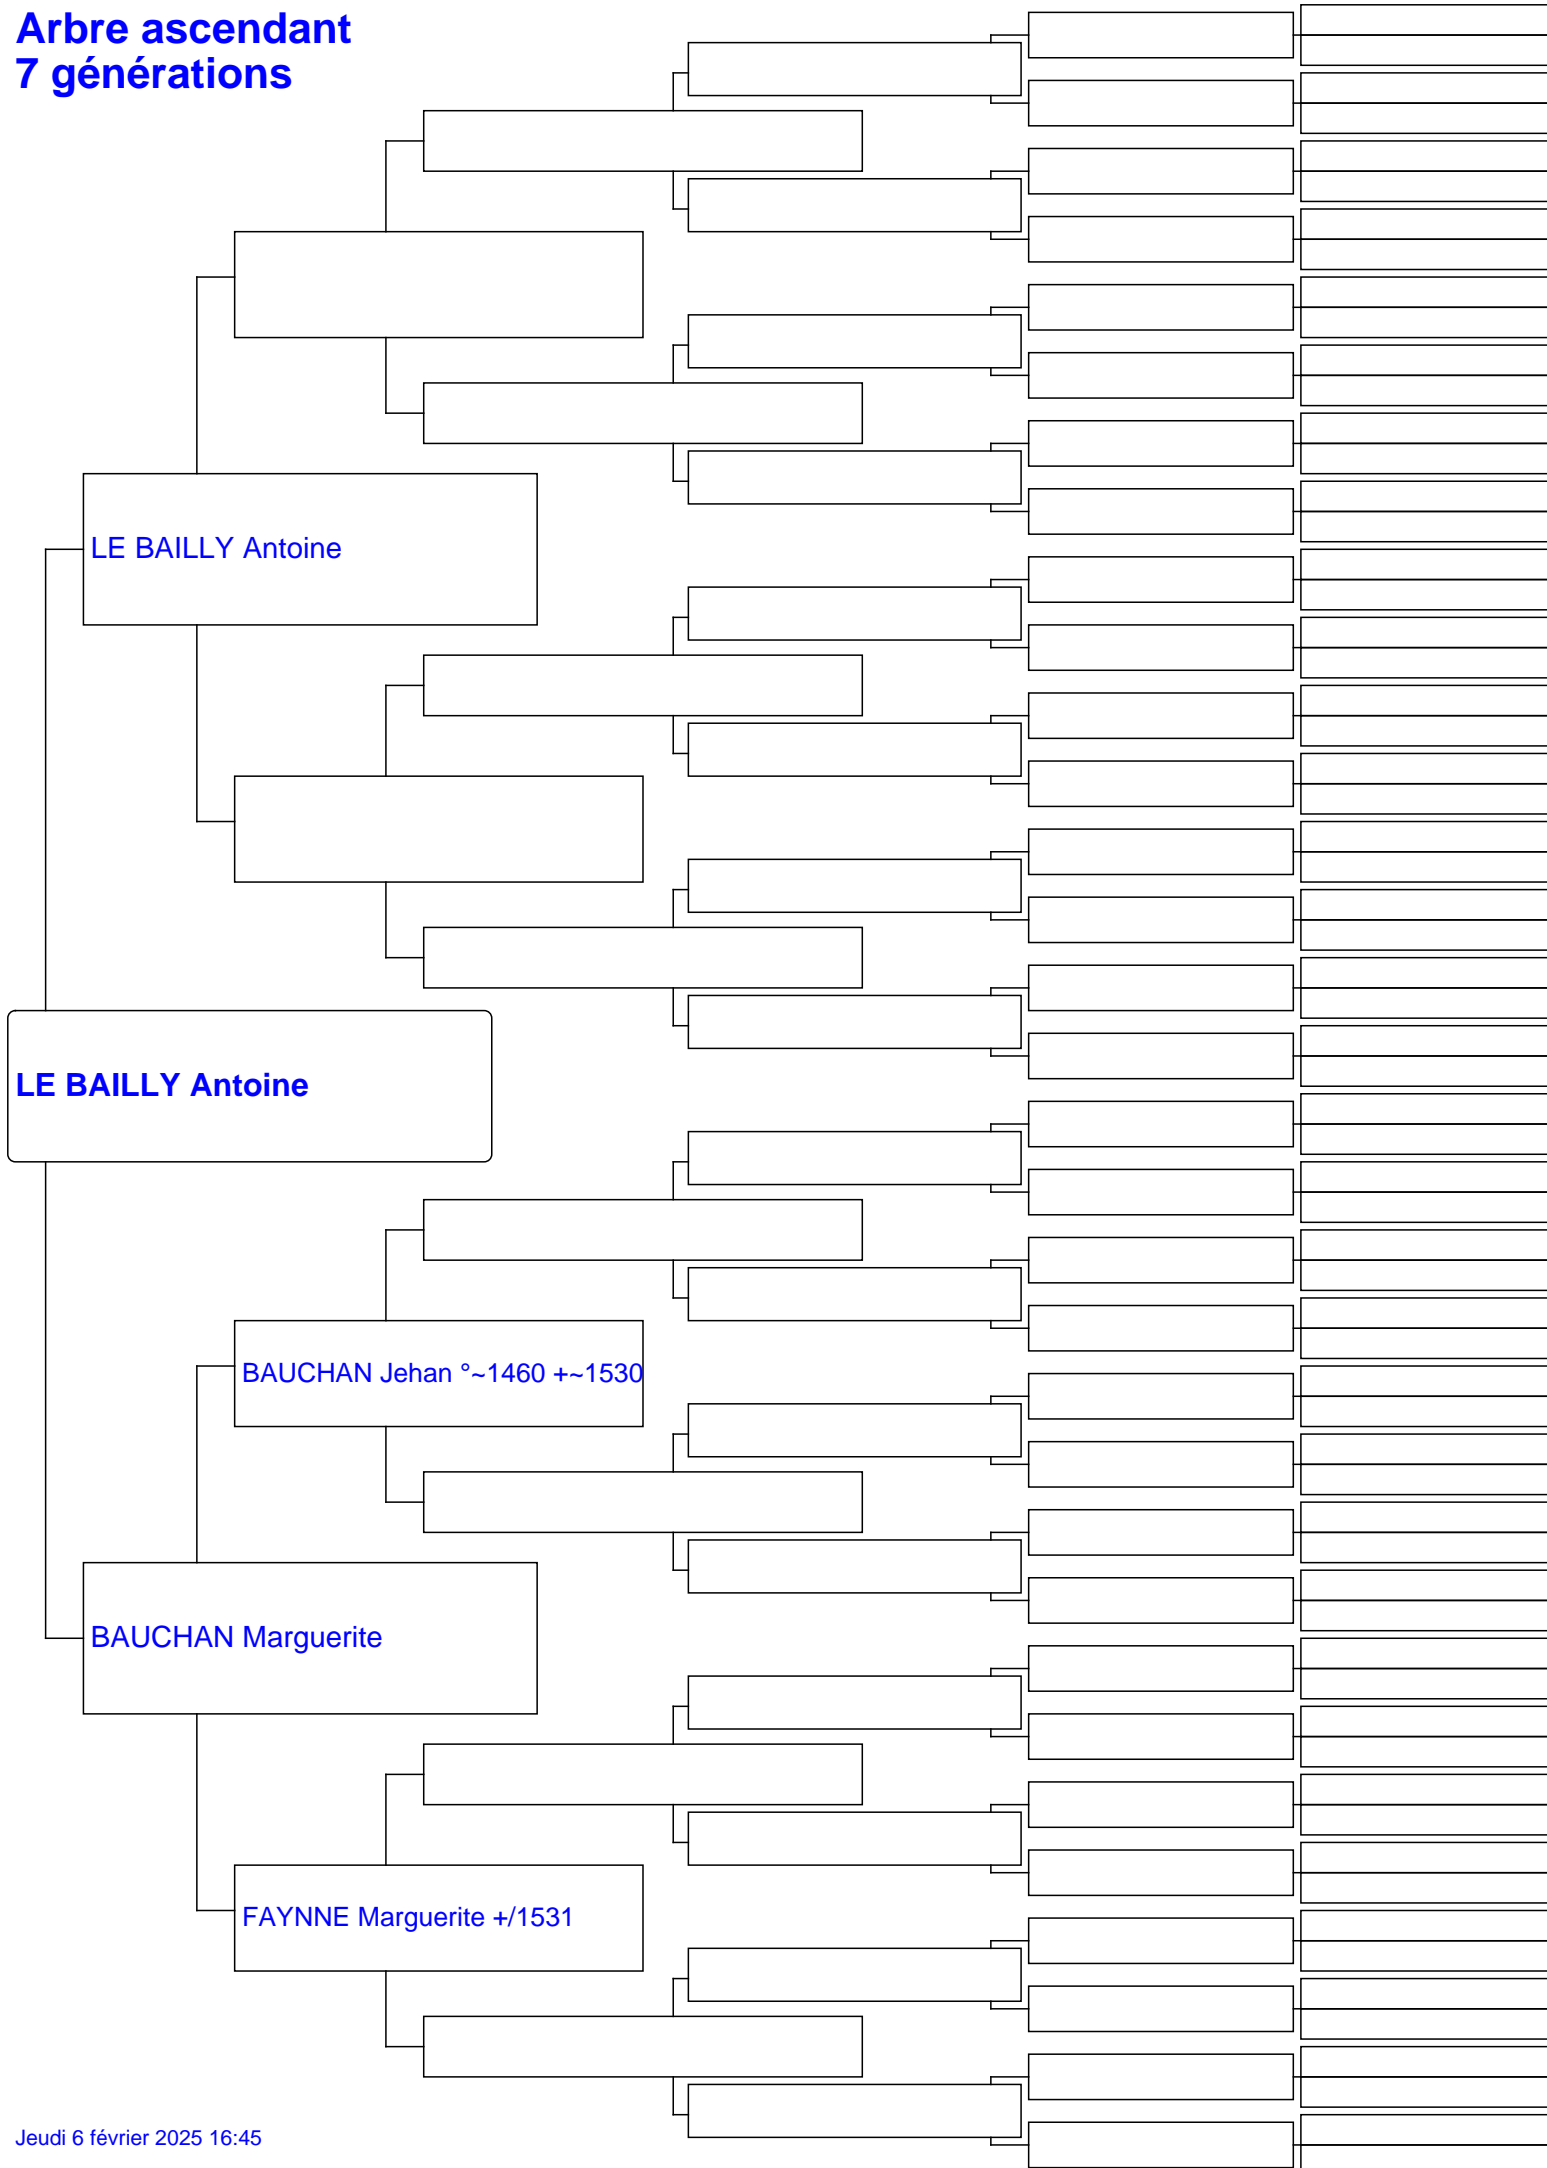 Arbre ascendant
7 générations
LE BAILLY Antoine
LE BAILLY Antoine
BAUCHAN Jehan °~1460 +~1530
BAUCHAN Marguerite
FAYNNE Marguerite +/1531
Jeudi 6 février 2025 16:45